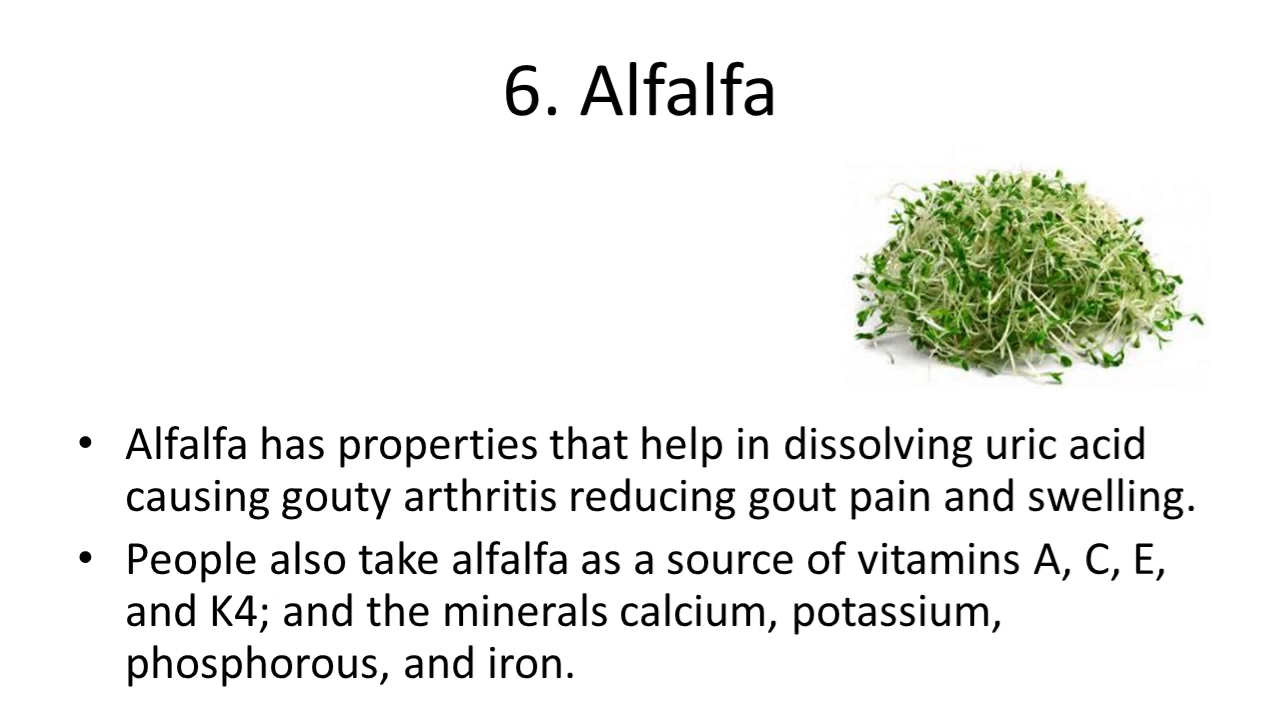 6. Alfalfa
• Alfalfa has properties that help in dissolving uric acid
causing gouty arthritis reducing gout pain and swelling.
• People also take alfalfa as a source of vitamins A, C, E,
and K4; and the minerals calcium, potassium,
phosphorous, and iron.